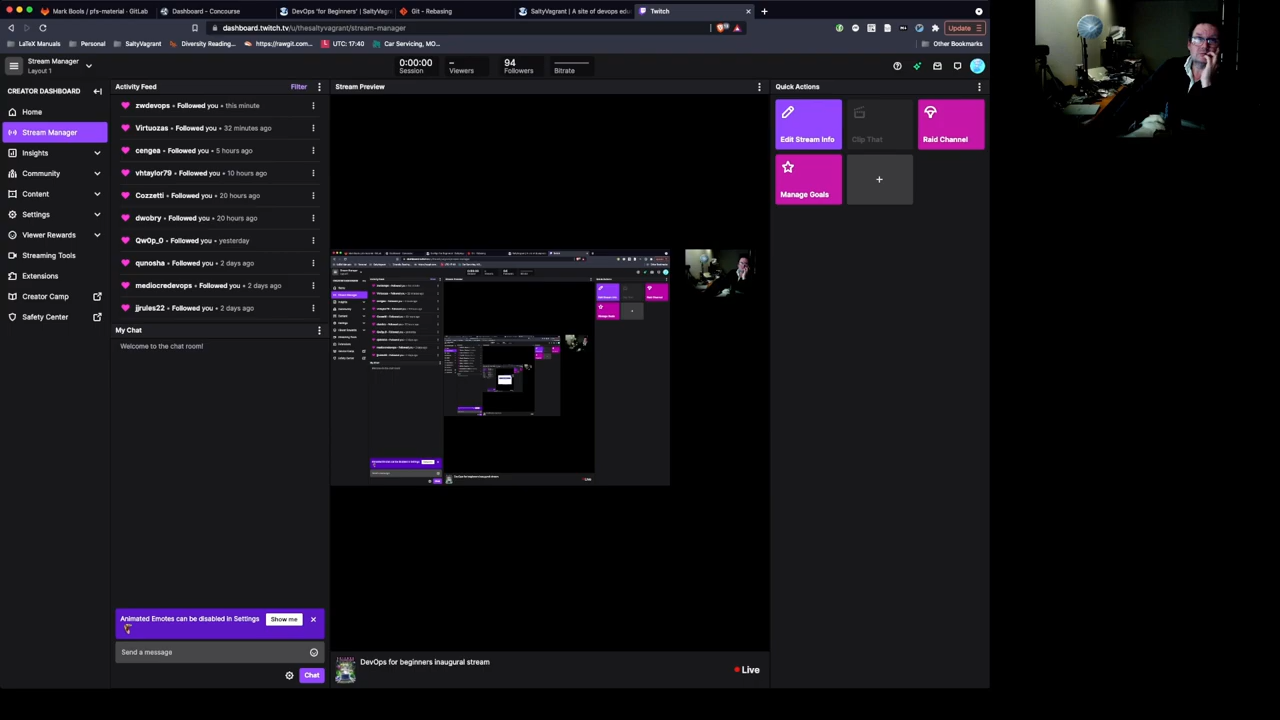 Mark Bools / pfs-material · GitLab
Dashboard - Concourse
DevOps 'for Beginners' | SaltyVagr
Git - Rebasing
SaltyVagrant | A site of devops edu
Twitch
dashboard.twitch.tv/u/thesaltyvagrant/stream-manager
Update
LaTeX Manuals
Personal
SaltyVagrant
Diversity Reading...
https://rawgit.com...
UTC: 17:40
Car Servicing, MO...
Other Bookmarks
Stream Manager
Layout 1
0:00:00
Session
–
Viewers
94
Followers
Bitrate
CREATOR DASHBOARD
Home
Stream Manager
Insights
Community
Content
Settings
Viewer Rewards
Streaming Tools
Extensions
Creator Camp
Safety Center
Activity Feed
Filter
zwdevops • Followed you • this minute
Virtuozas • Followed you • 32 minutes ago
cengea • Followed you • 5 hours ago
vhtaylor79 • Followed you • 10 hours ago
Cozzetti • Followed you • 20 hours ago
dwobry • Followed you • 20 hours ago
Qw0p_0 • Followed you • yesterday
qunosha • Followed you • 2 days ago
mediocredevops • Followed you • 2 days ago
jjrules22 • Followed you • 2 days ago
My Chat
Welcome to the chat room!
Animated Emotes can be disabled in Settings
Show me
Send a message
Chat
Stream Preview
DevOps for beginners inaugural stream
Live
Quick Actions
Edit Stream Info
Clip That
Raid Channel
Manage Goals
+